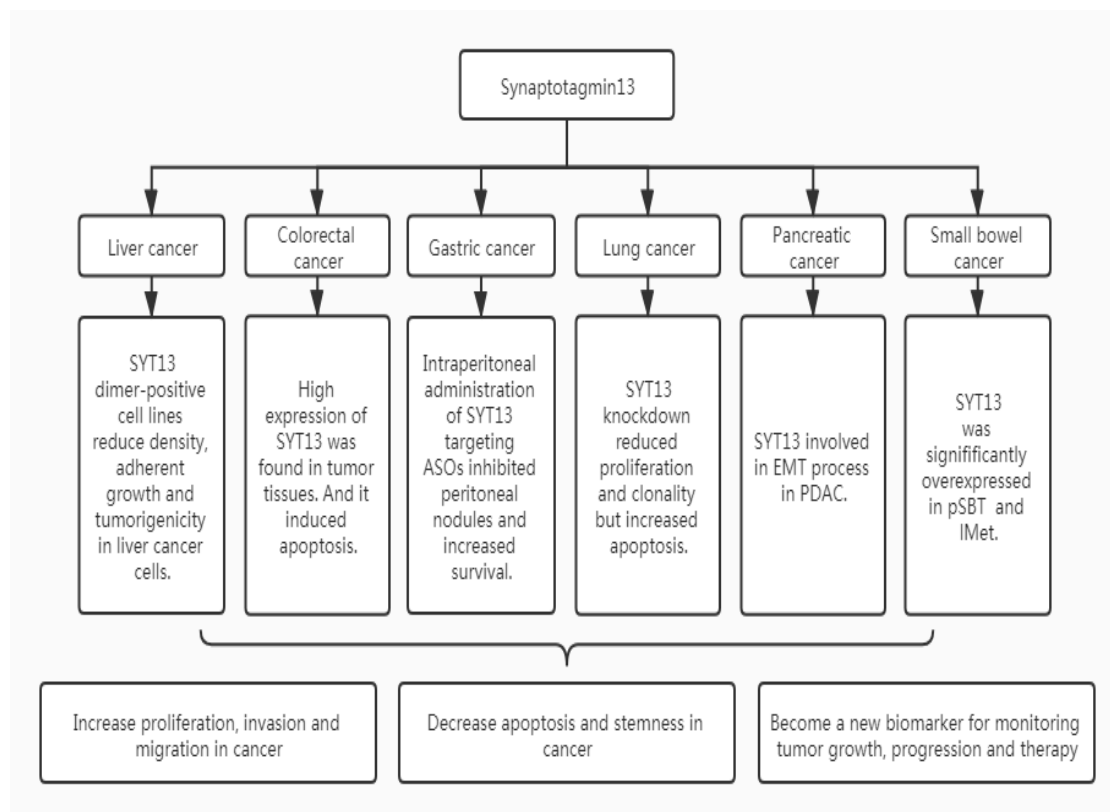 Synaptotagmin13
Liver cancer
Colorectal
cancer
Gastric cancer
Lung cancer
Pancreatic
cancer
Small bowel
cancer
SYT13
dimer-positive
cell lines
reduce density,
adherent
growth and
tumorigenicity
in liver cancer
cells.
High
expression of
SYT13 was
found in tumor
tissues. And it
induced
apoptosis.
Intraperitoneal
administration
of SYT13
targeting
ASOs inhibited
peritoneal
nodules and
increased
survival.
SYT13
knockdown
reduced
proliferation
and clonality
but increased
apoptosis.
SYT13 involved
in EMT process
in PDAC.
SYT13
was
signififificantly
overexpressed
in pSBT and
IMet.
Increase proliferation, invasion and
migration in cancer
Decrease apoptosis and stemness in
cancer
Become a new biomarker for monitoring
tumor growth, progression and therapy